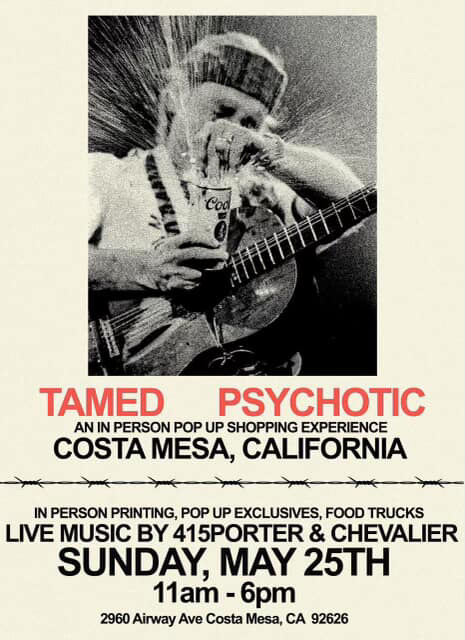 Coors
TAMED PSYCHOTIC
AN IN PERSON POP UP SHOPPING EXPERIENCE
COSTA MESA, CALIFORNIA
IN PERSON PRINTING, POP UP EXCLUSIVES, FOOD TRUCKS
LIVE MUSIC BY 415PORTER & CHEVALIER
SUNDAY, MAY 25TH
11am - 6pm
2960 Airway Ave Costa Mesa, CA 92626